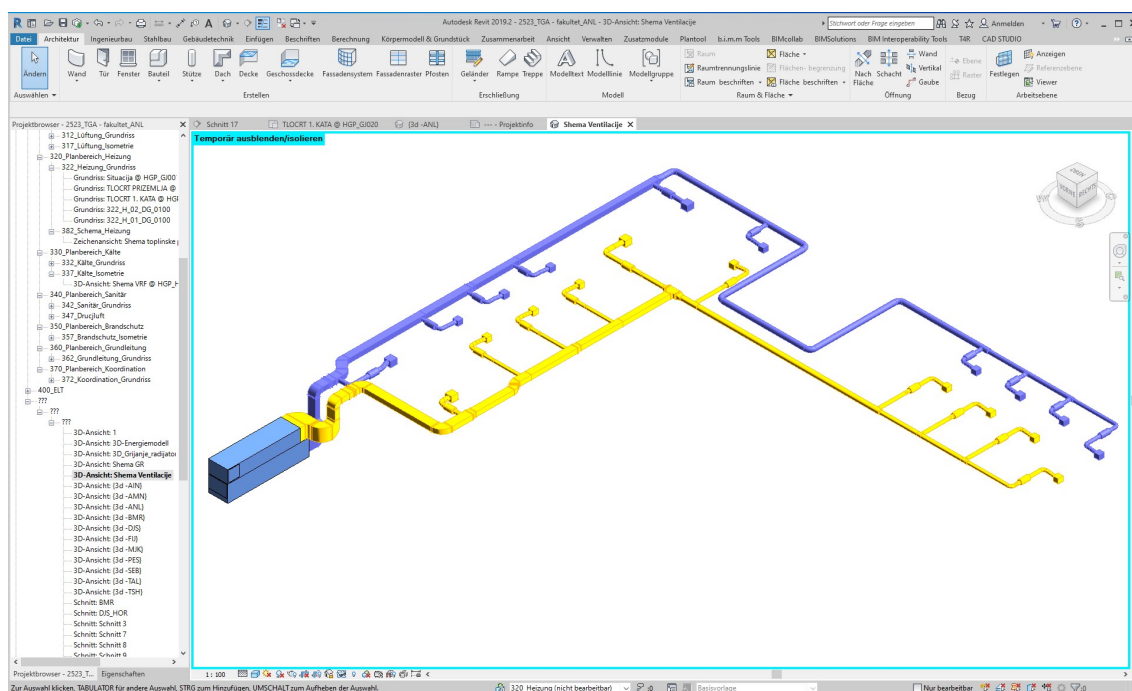 Autodesk Revit 2019.2 - 2523_TGA - fakultet_ANL - 3D-Ansicht: Shema Ventilacije
Stichwort oder Frage eingeben
Anmelden
Datei Architektur Ingenieurbau Stahlbau Gebäudetechnik Einfügen Beschriften Berechnung Körpermodell & Grundstück Zusammenarbeit Ansicht Verwalten Zusatzmodule Plantool b.i.m.m Tools BIMcollab BIMSolutions BIM Interoperability Tools T4R CAD STUDIO
Ändern Wand Tür Fenster Bauteil Stütze Dach Decke Geschossdecke Fassadensystem Fassadenraster Pfosten Geländer Rampe Treppe Modelltext Modelllinie Modellgruppe
Raum Fläche
Raumtrennungslinie Flächen- begrenzung
Raum beschriften Fläche beschriften
Nach Fläche Schacht
Wand
Vertikal
Gaube
Ebene
Raster
Festlegen
Anzeigen
Referenzebene
Viewer
Auswählen Erstellen Erschließung Modell Raum & Fläche Öffnung Bezug Arbeitsebene
Projektbrowser - 2523_TGA - fakultet_ANL
Schnitt 17 TLOCRT 1. KATA @ HGP_GJ020 {3d -ANL} --- - Projektinfo Shema Ventilacije
Temporär ausblenden/isolieren
312_Lüftung_Grundriss
317_Lüftung_Isometrie
320_Planbereich_Heizung
322_Heizung_Grundriss
Grundriss: Situacija @ HGP_GJ00
Grundriss: TLOCRT PRIZEMLJA @
Grundriss: TLOCRT 1. KATA @ HGI
Grundriss: 322_H_02_DG_0100
Grundriss: 322_H_01_DG_0100
382_Schema_Heizung
Zeichenansicht: Shema toplinske
330_Planbereich_Kälte
332_Kälte_Grundriss
337_Kälte_Isometrie
3D-Ansicht: Shema VRF @ HGP_H
340_Planbereich_Sanitär
342_Sanitär_Grundriss
347_Drucjluft
350_Planbereich_Brandschutz
357_Brandschutz_Isometrie
360_Planbereich_Grundleitung
362_Grundleitung_Grundriss
370_Planbereich_Koordination
372_Koordination_Grundriss
400_ELT
???
???
???
3D-Ansicht: 1
3D-Ansicht: 3D-Energiemodell
3D-Ansicht: 3D_Grijanje_radijator
3D-Ansicht: Shema GR
3D-Ansicht: Shema Ventilacije
3D-Ansicht: {3d -AJN}
3D-Ansicht: {3d -AMN}
3D-Ansicht: {3d -ANL}
3D-Ansicht: {3d -BMR}
3D-Ansicht: {3d -DJS}
3D-Ansicht: {3d -FIJ}
3D-Ansicht: {3d -MJK}
3D-Ansicht: {3d -PES}
3D-Ansicht: {3d -SEB}
3D-Ansicht: {3d -TAL}
3D-Ansicht: {3d -TSH}
Schnitt: BMR
Schnitt: DJS_HOR
Schnitt: Schnitt 3
Schnitt: Schnitt 7
Schnitt: Schnitt 8
Schnitt: Schnitt 9
OBEN
VORNE
RECHTS
Projektbrowser - 2523_T... Eigenschaften
1 : 100
Zur Auswahl klicken, TABULATOR für andere Auswahl, STRG zum Hinzufügen, UMSCHALT zum Aufheben der Auswahl.
320 Heizung (nicht bearbeitbar)
:0
Basisvorlage
Nur bearbeitbar
:0